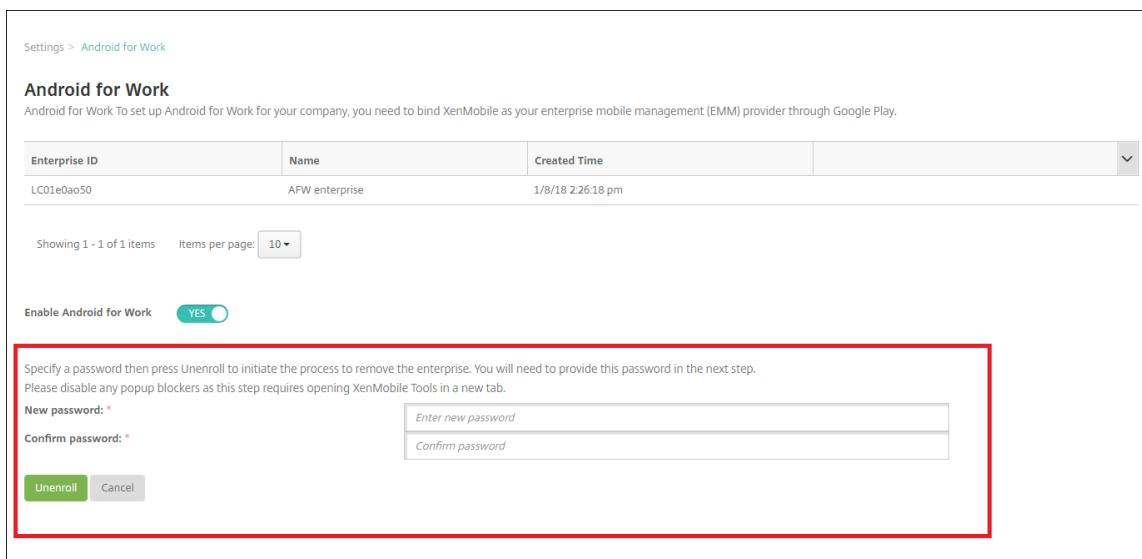 Settings > Android for Work
Android for Work
Android for Work To set up Android for Work for your company, you need to bind XenMobile as your enterprise mobile management (EMM) provider through Google Play.
Enterprise ID Name Created Time
LC01e0ao50 AFW enterprise 1/8/18 2:26:18 pm
Showing 1 - 1 of 1 items Items per page: 10
Enable Android for Work YES
Specify a password then press Unenroll to initiate the process to remove the enterprise. You will need to provide this password in the next step.
Please disable any popup blockers as this step requires opening XenMobile Tools in a new tab.
New password: * Enter new password
Confirm password: * Confirm password
Unenroll Cancel